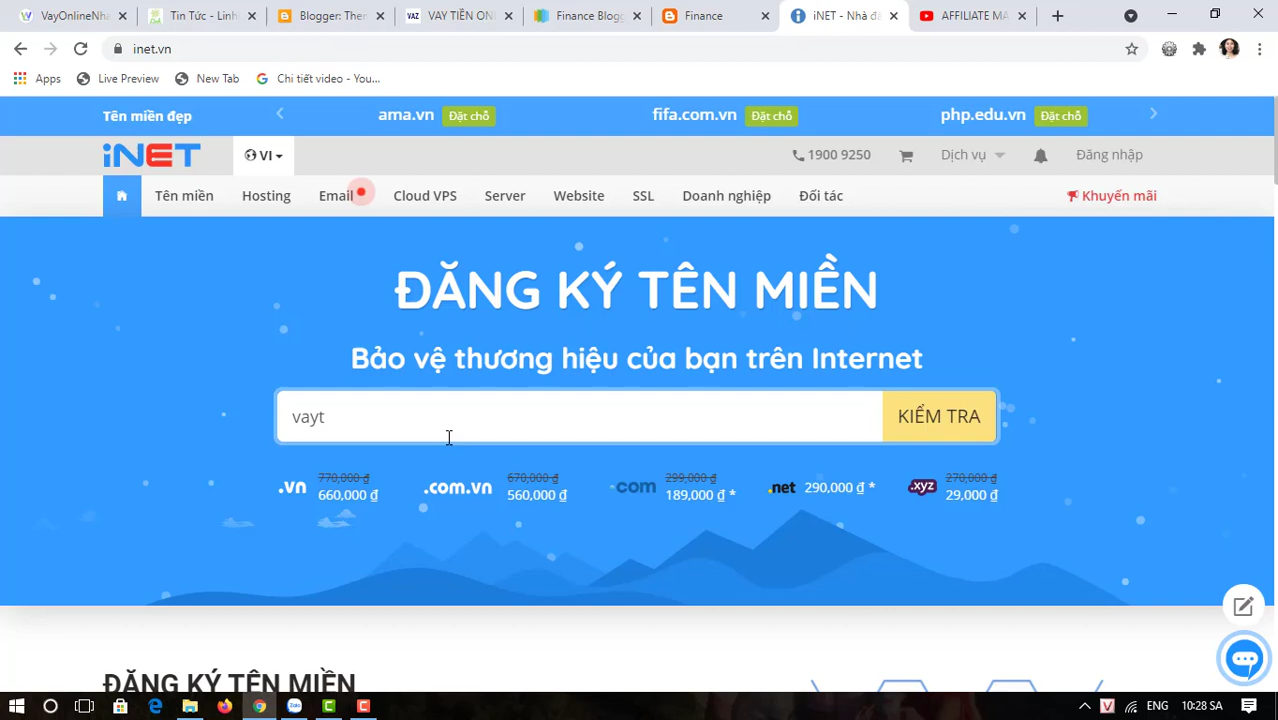 VayOnlineNha
Tin Tức - Linh
Blogger: Ther
VAZ VAY TIỀN ON
Finance Blogg
Finance
iNET - Nhà đă
AFFILIATE MA
inet.vn
Apps Live Preview New Tab Chi tiết video - You...
Tên miền đẹp ama.vn Đặt chỗ fifa.com.vn Đặt chỗ php.edu.vn Đặt chỗ
iNET VI 1900 9250 Dịch vụ Đăng nhập
Tên miền Hosting Email Cloud VPS Server Website SSL Doanh nghiệp Đối tác Khuyến mãi
ĐĂNG KÝ TÊN MIỀN
Bảo vệ thương hiệu của bạn trên Internet
vayt KIỂM TRA
.vn 770,000 ₫ 660,000 ₫
.com.vn 670,000 ₫ 560,000 ₫
.com 299,000 ₫ 189,000 ₫ *
.net 290,000 ₫ *
.xyz 270,000 ₫ 29,000 ₫
ĐĂNG KÝ TÊN MIỀN
Zalo C C V ENG 10:28 SA